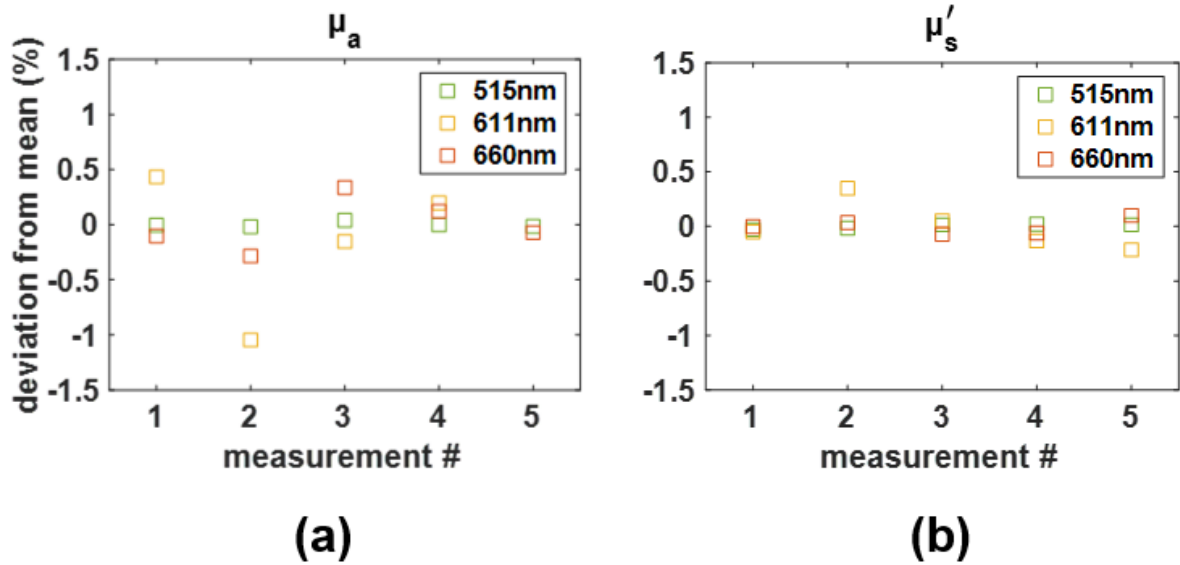 μa
deviation from mean (%)
1.5
1
0.5
0
-0.5
-1
-1.5
515nm
611nm
660nm
1 2 3 4 5
measurement #
(a)
μs′
1.5
1
0.5
0
-0.5
-1
-1.5
515nm
611nm
660nm
1 2 3 4 5
measurement #
(b)